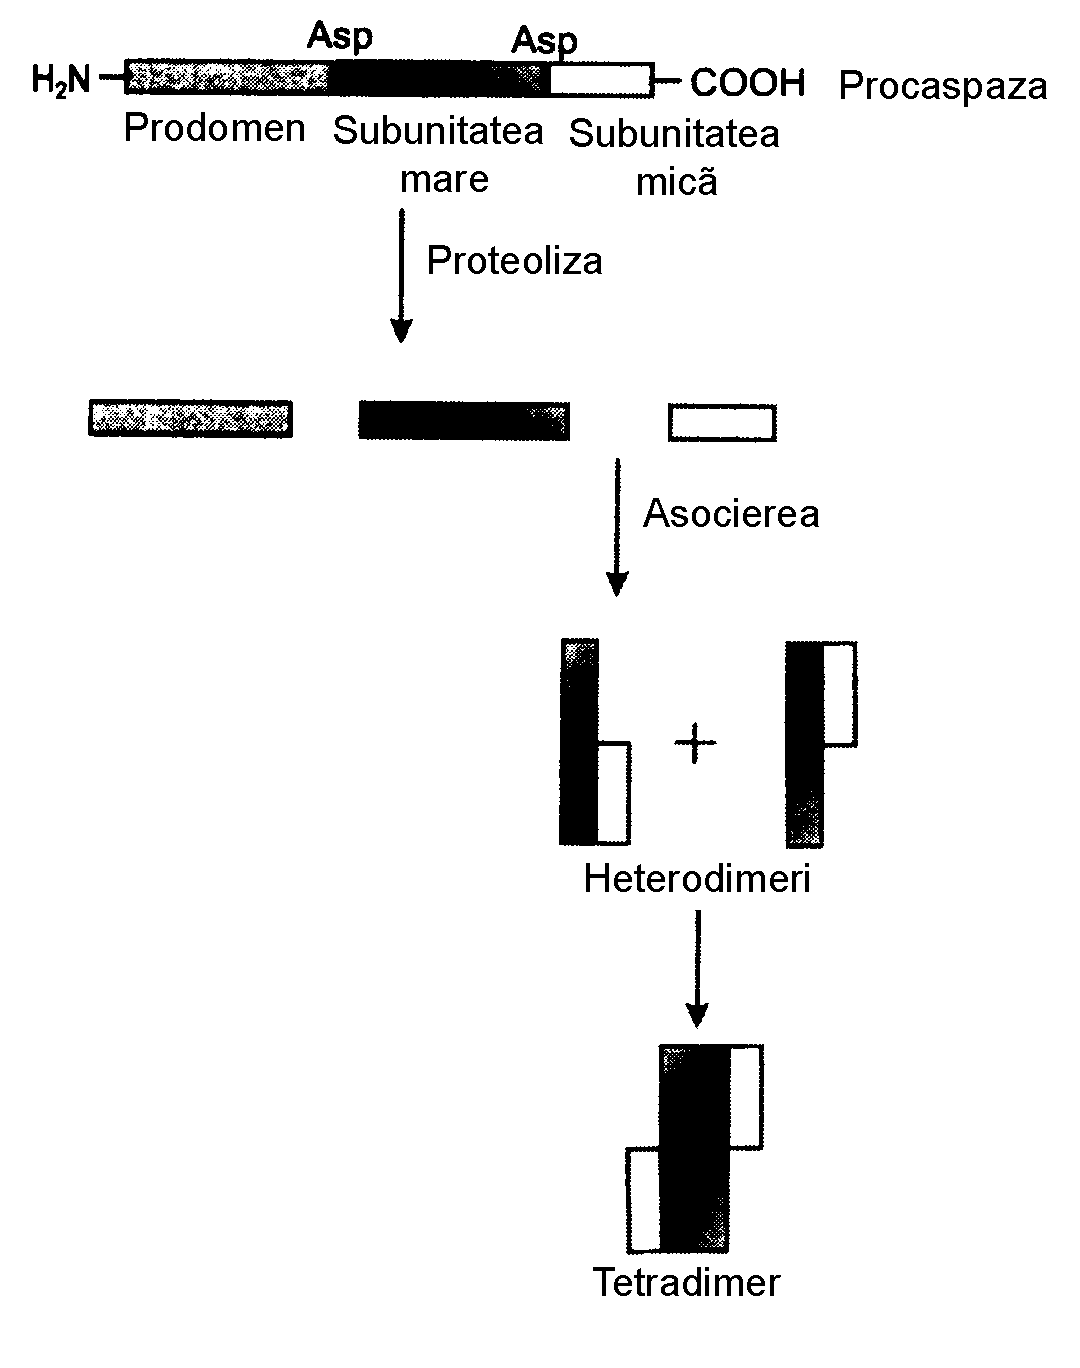 Asp Asp
H₂N COOH Procaspaza
Prodomen Subunitatea mare Subunitatea micã
Proteoliza
Asocierea
+
Heterodimeri
Tetradimer